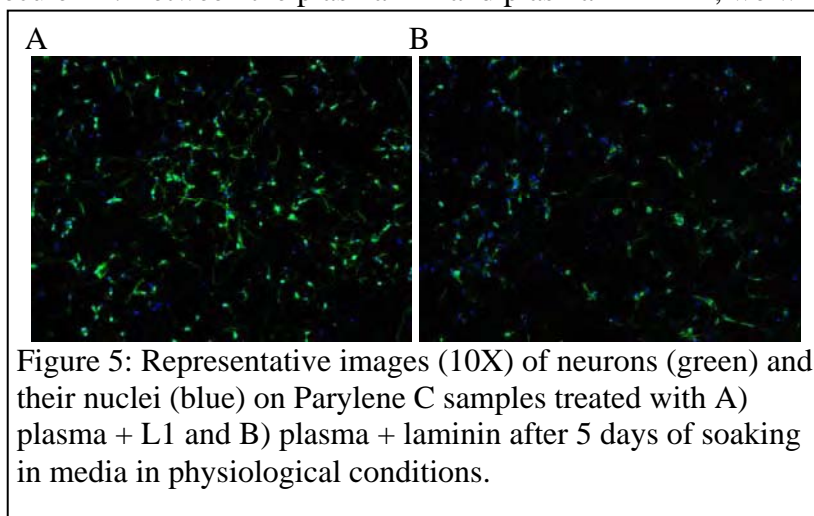 A B
Figure 5: Representative images (10X) of neurons (green) and
their nuclei (blue) on Parylene C samples treated with A)
plasma + L1 and B) plasma + laminin after 5 days of soaking
in media in physiological conditions.